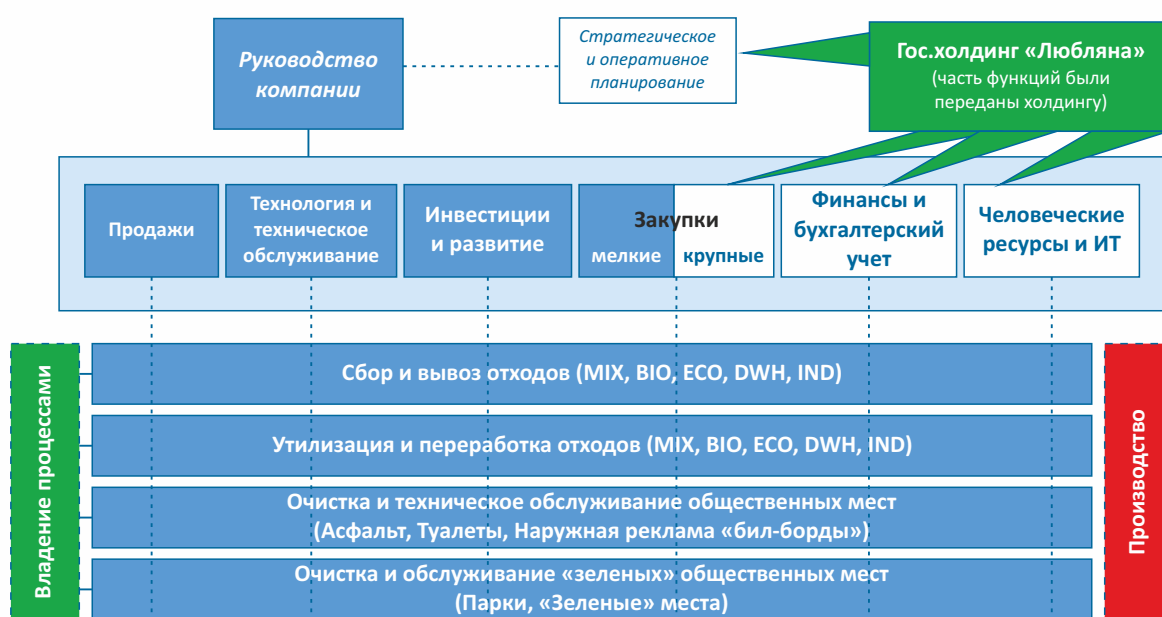 Руководство
компании
Стратегическое
и оперативное
планирование
Гос.холдинг «Любляна»
(часть функций были
переданы холдингу)
Продажи
Технология и
техническое
обслуживание
Инвестиции
и развитие
Закупки
мелкие
крупные
Финансы и
бухгалтерский
учет
Человеческие
ресурсы и ИТ
Владение процессами
Сбор и вывоз отходов (MIX, BIO, ECO, DWH, IND)
Утилизация и переработка отходов (MIX, BIO, ECO, DWH, IND)
Очистка и техническое обслуживание общественных мест
(Асфальт, Туалеты, Наружная реклама «бил-борды»)
Очистка и обслуживание «зеленых» общественных мест
(Парки, «Зеленые» места)
Производство